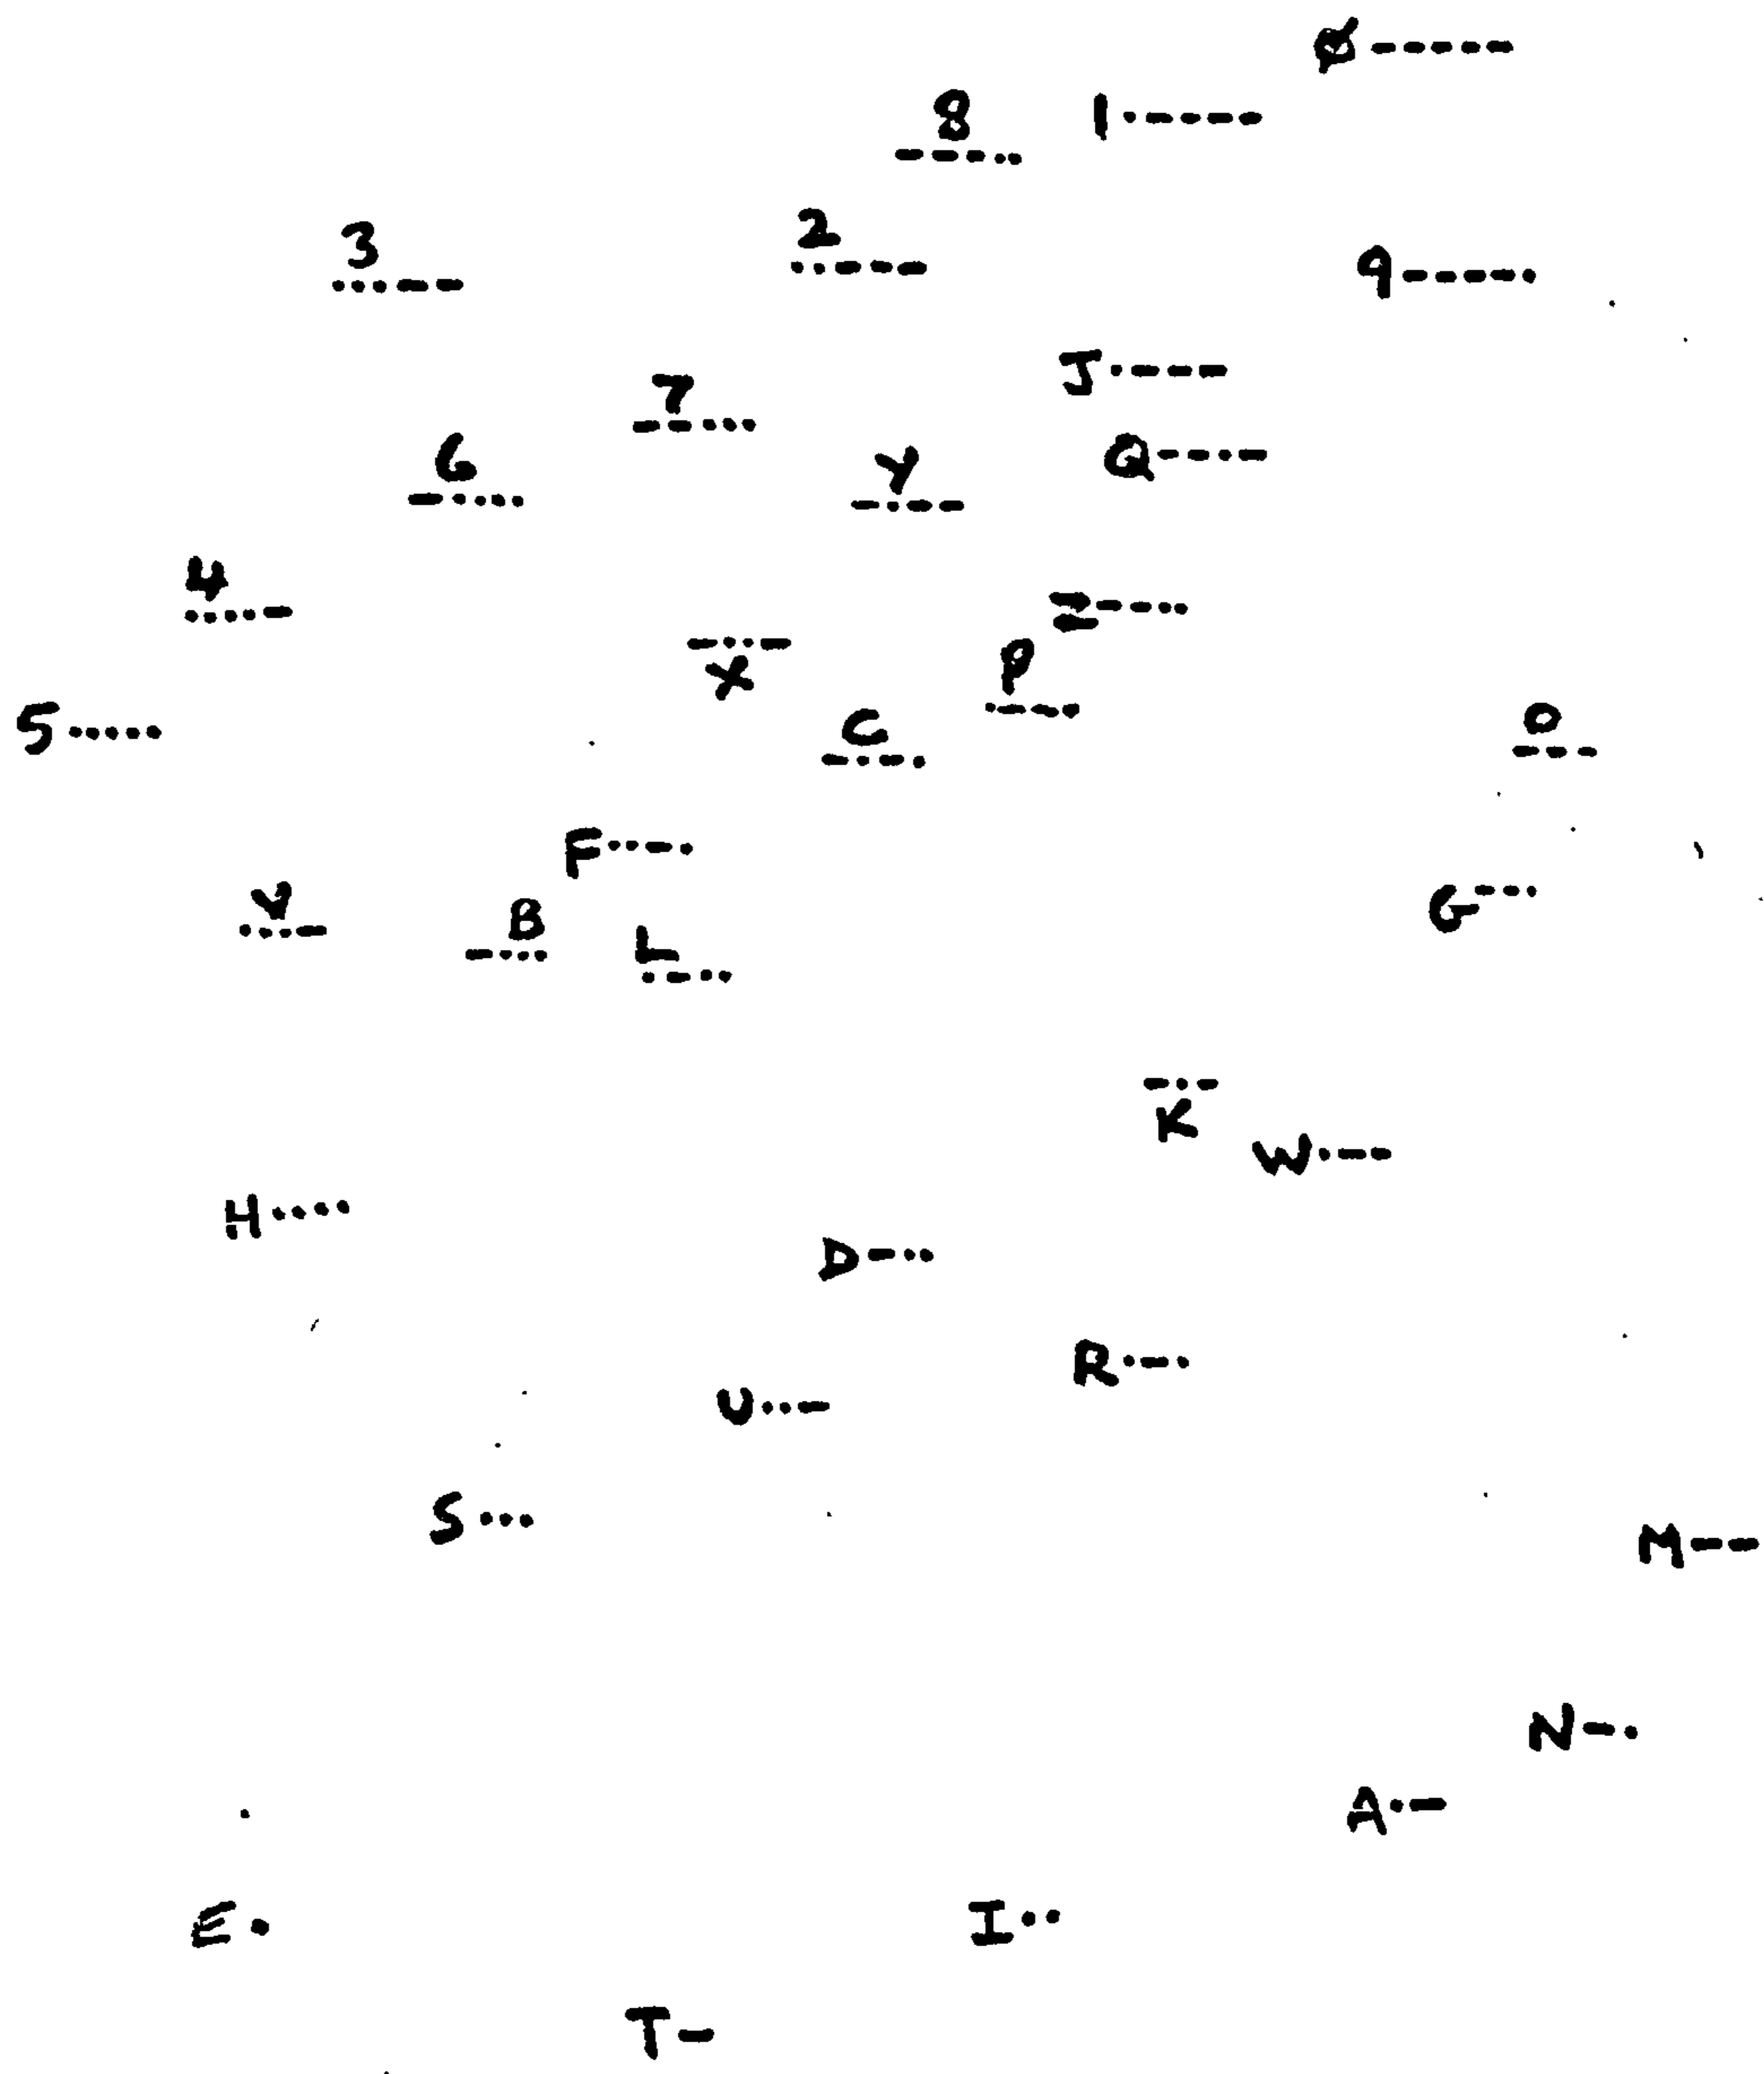 Ø -----
8 ---..
1 .----
3 ...--
2 ..---
9 ----.
J .---
7 --...
Q --.-
6 -....
Y -.--
4 ....-
Z --..
X -..-
P .--.
5 .....
C -.-.
O ---
F ..-.
V ...-
B -...
L .-..
G --.
K -.-
W .--
H ....
D -..
R .-.
U ..-
S ...
M --
N -.
A .-
E .
I ..
T -